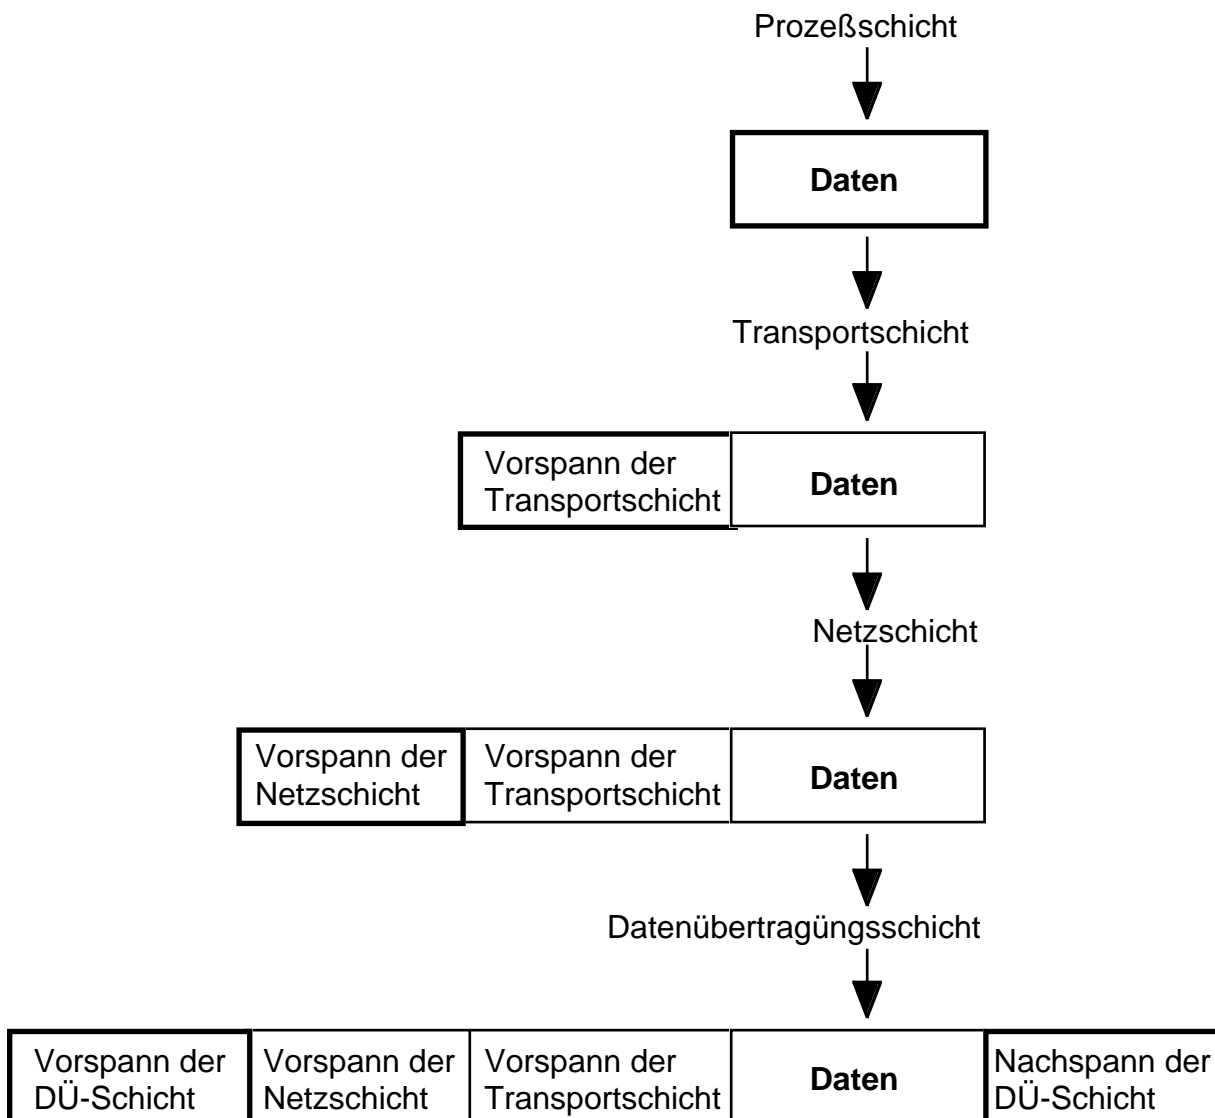 Prozeßschicht
Daten
Transportschicht
Vorspann der
Transportschicht
Daten
Netzschicht
Vorspann der
Netzschicht
Vorspann der
Transportschicht
Daten
Datenübertragüngsschicht
Vorspann der
DÜ-Schicht
Vorspann der
Netzschicht
Vorspann der
Transportschicht
Daten
Nachspann der
DÜ-Schicht